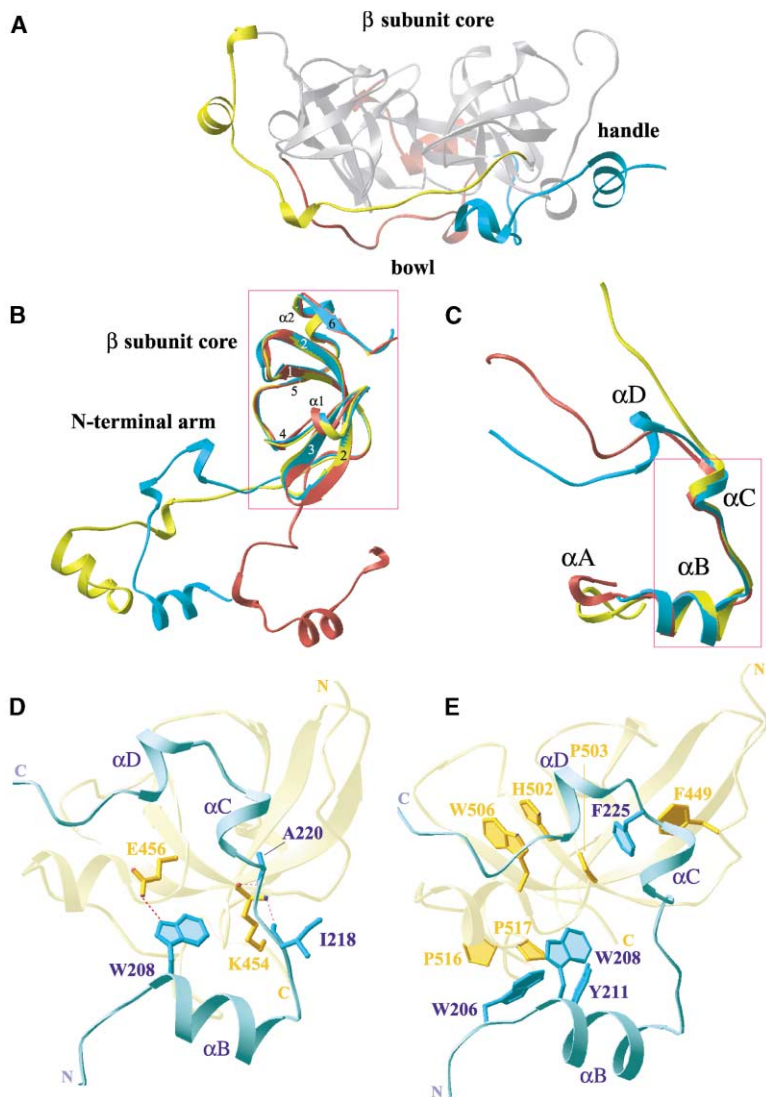 A
β subunit core
handle
bowl
B
β subunit core
N-terminal arm
α2
6
2
1
5
α1
4
3
2
C
αD
αC
αA
αB
D
N
C
αD
αC
A220
E456
K454
I218
W208
C
αB
N
E
N
P503
αD
H502
C
W506
F225
F449
αC
P517
C
P516
W208
W206
Y211
αB
N